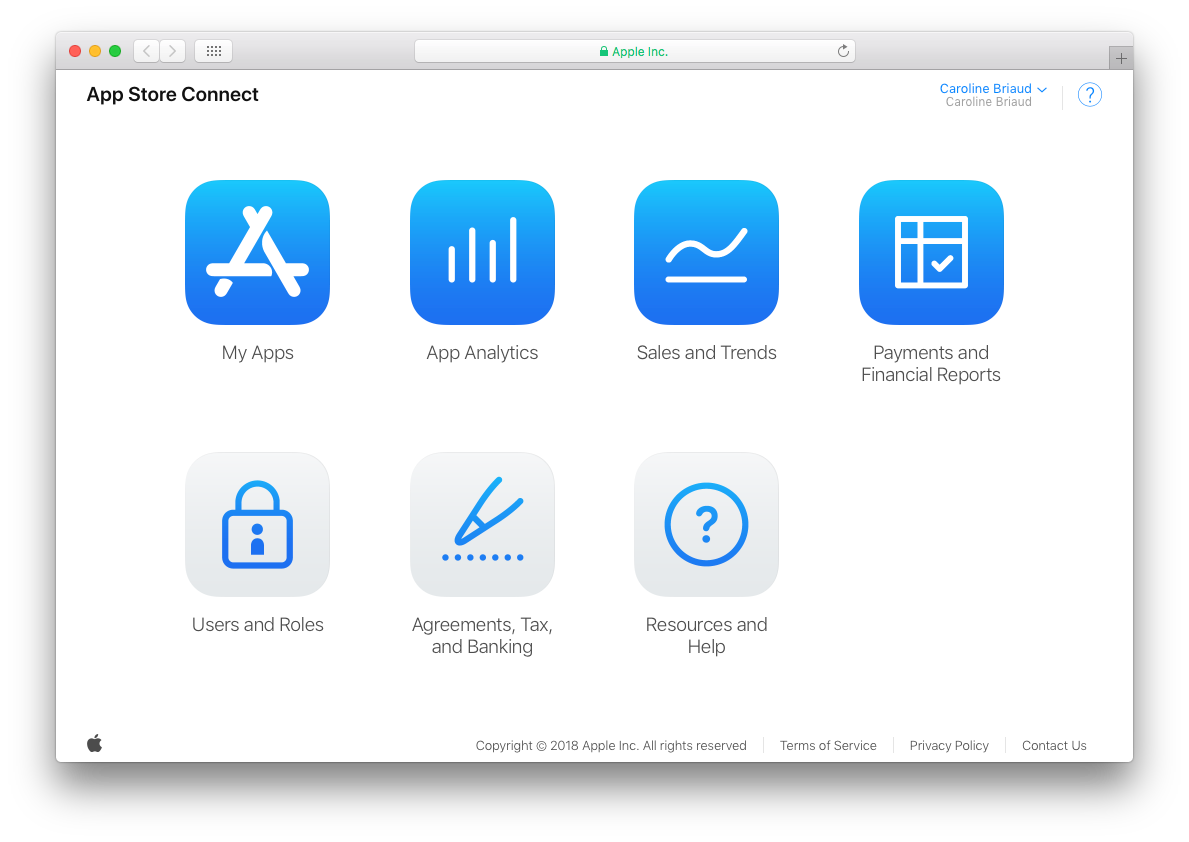 Apple Inc.
App Store Connect
Caroline Briaud
Caroline Briaud
?
My Apps
App Analytics
Sales and Trends
Payments and
Financial Reports
?
Users and Roles
Agreements, Tax,
and Banking
Resources and
Help
Copyright © 2018 Apple Inc. All rights reserved
Terms of Service
Privacy Policy
Contact Us